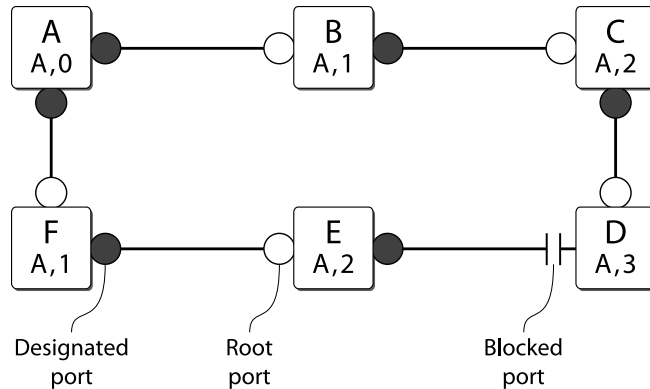 A
A,0
B
A,1
C
A,2
F
A,1
E
A,2
D
A,3
Designated
port
Root
port
Blocked
port